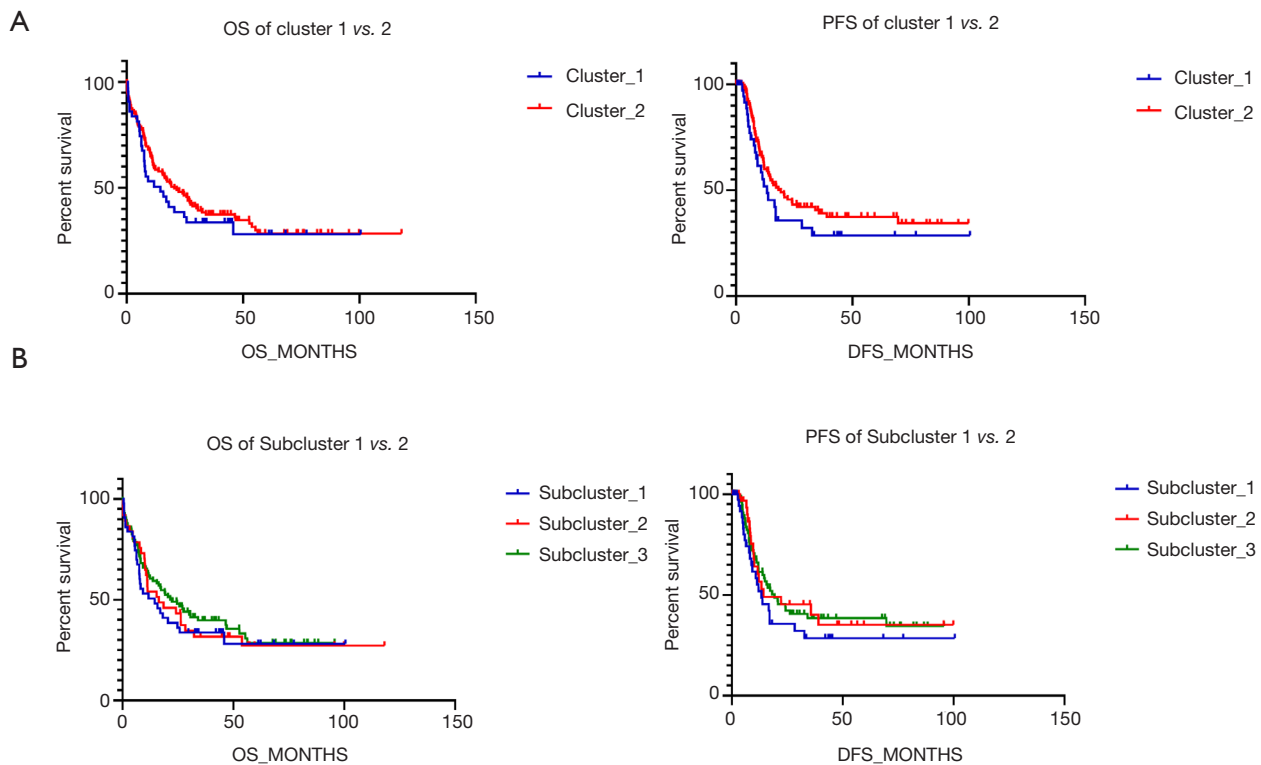 A
OS of cluster 1 vs. 2
Percent survival
100
50
0
0 50 100 150
OS_MONTHS
Cluster_1
Cluster_2
PFS of cluster 1 vs. 2
Percent survival
100
50
0
0 50 100 150
DFS_MONTHS
Cluster_1
Cluster_2
B
OS of Subcluster 1 vs. 2
Percent survival
100
50
0
0 50 100 150
OS_MONTHS
Subcluster_1
Subcluster_2
Subcluster_3
PFS of Subcluster 1 vs. 2
Percent survival
100
50
0
0 50 100 150
DFS_MONTHS
Subcluster_1
Subcluster_2
Subcluster_3